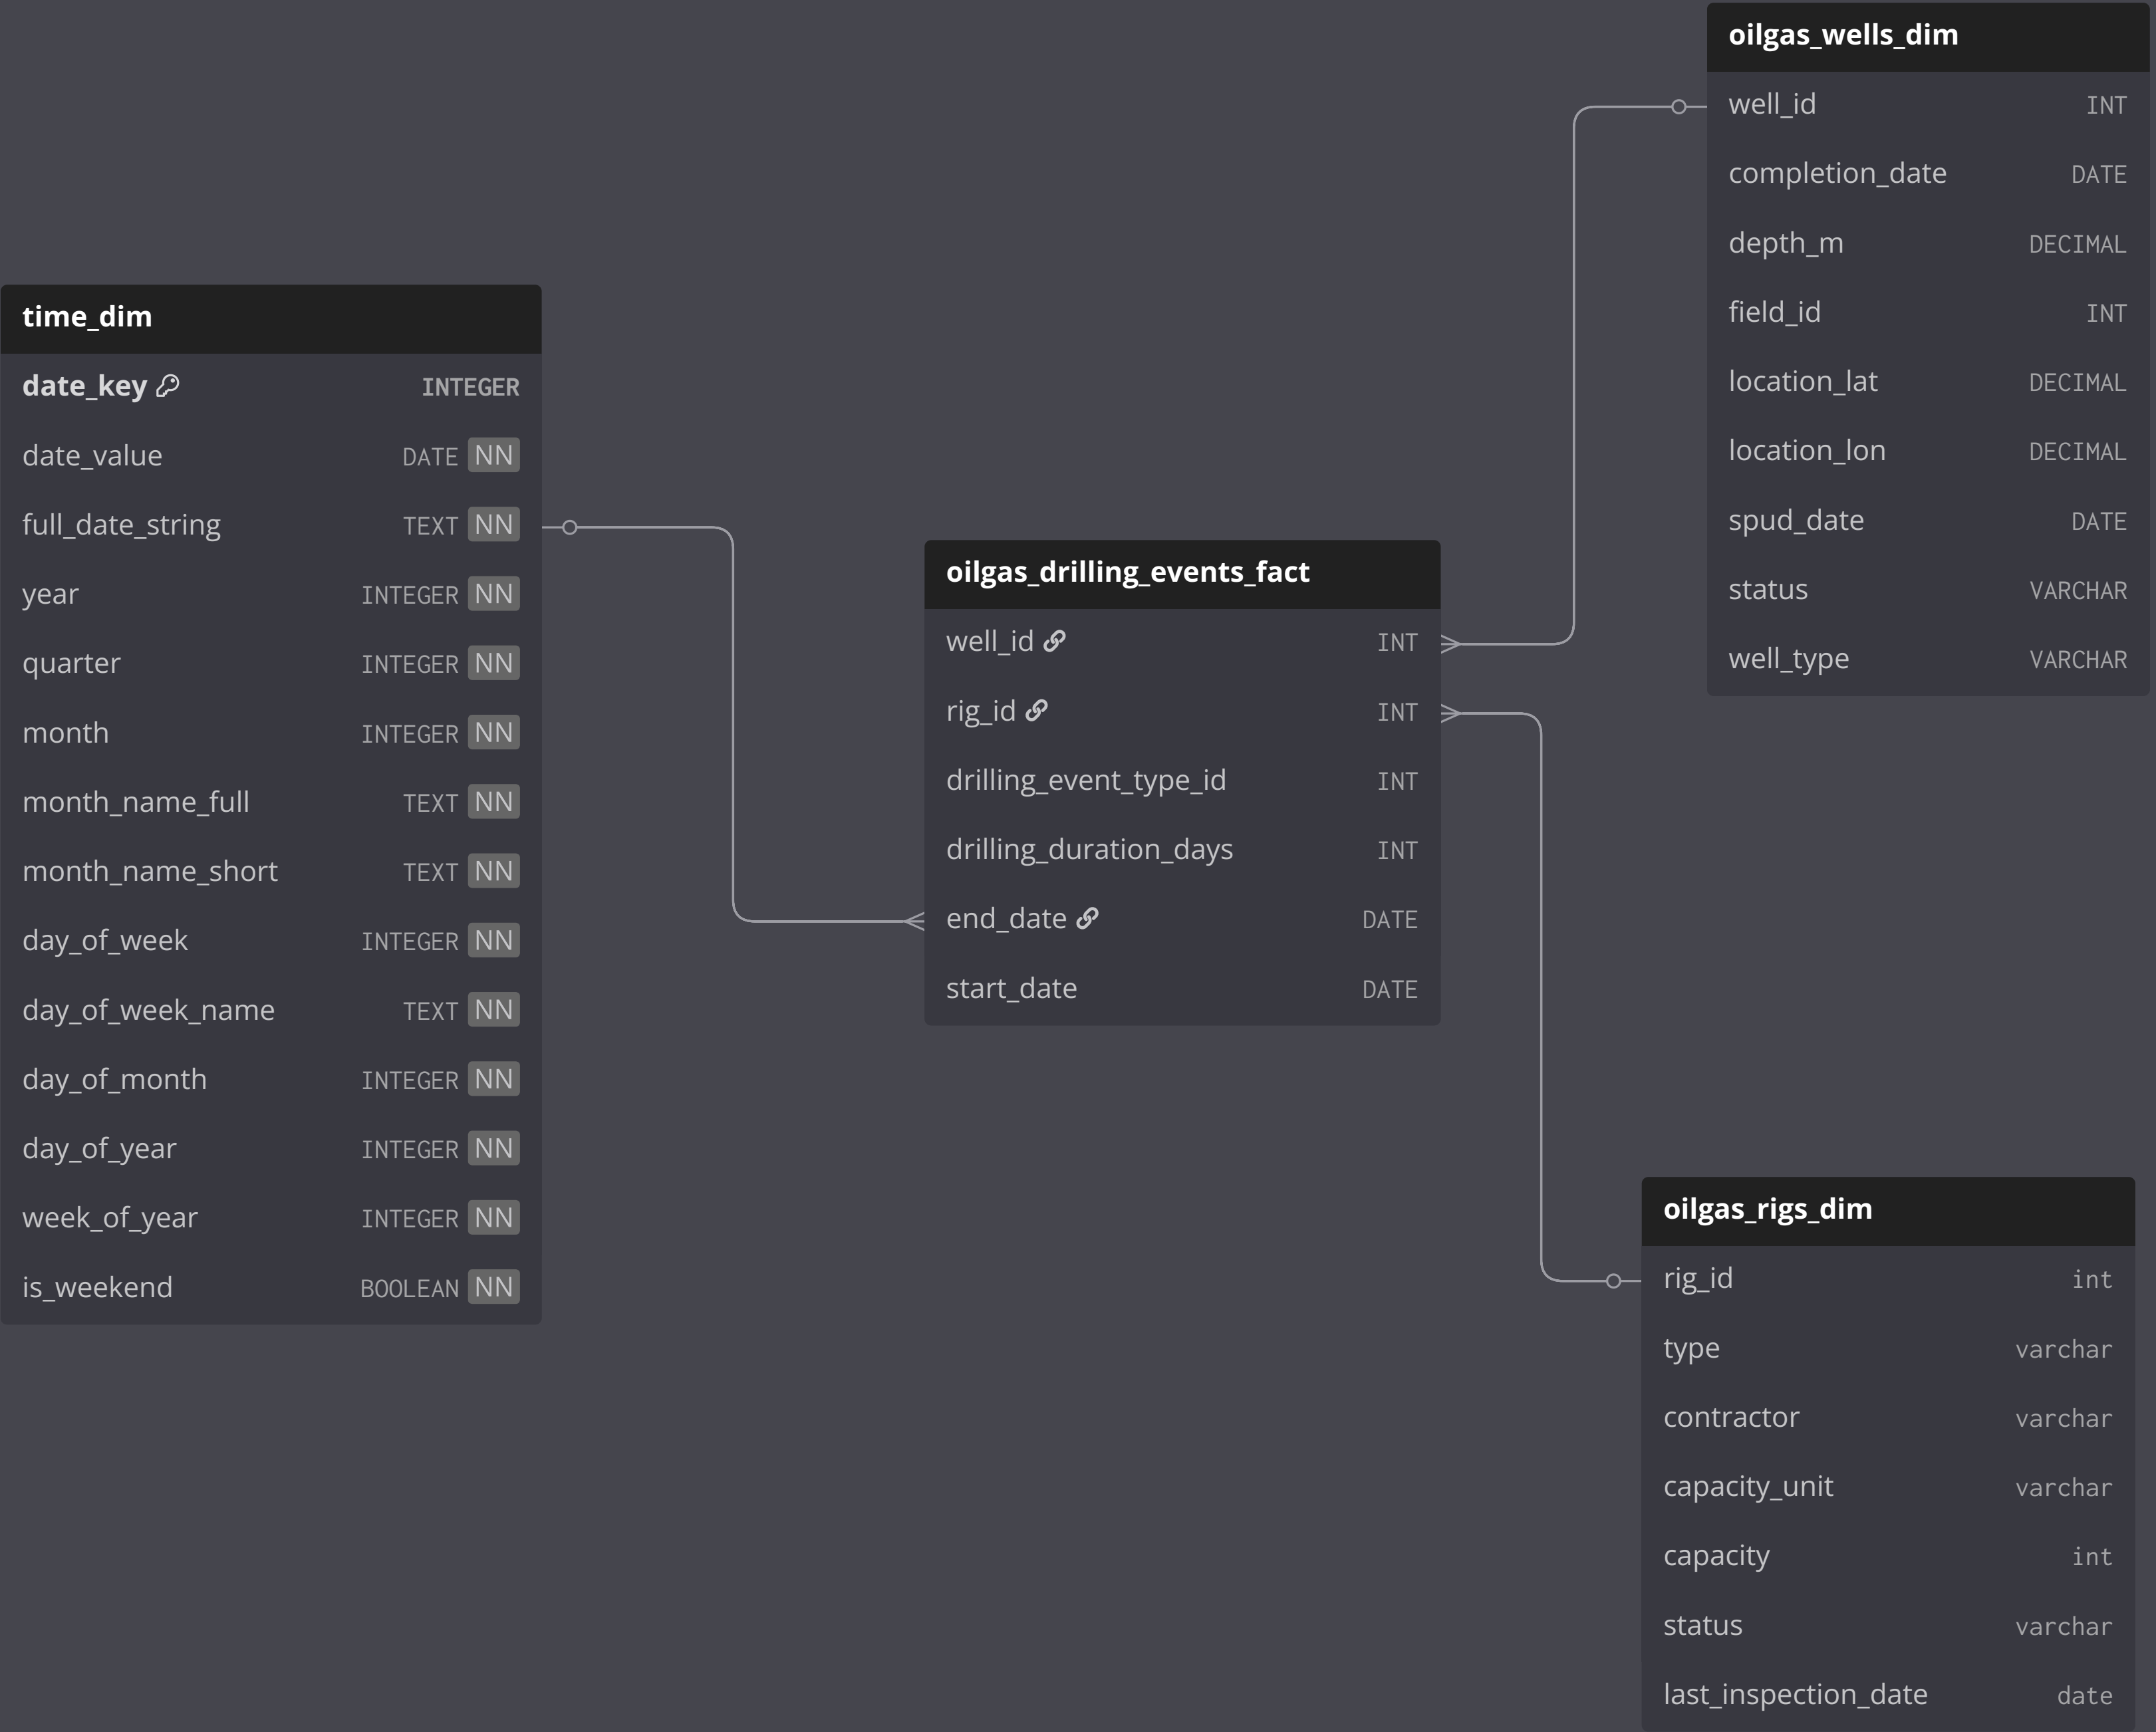 time_dim
date_key INTEGER
date_value DATE NN
full_date_string TEXT NN
year INTEGER NN
quarter INTEGER NN
month INTEGER NN
month_name_full TEXT NN
month_name_short TEXT NN
day_of_week INTEGER NN
day_of_week_name TEXT NN
day_of_month INTEGER NN
day_of_year INTEGER NN
week_of_year INTEGER NN
is_weekend BOOLEAN NN
oilgas_drilling_events_fact
well_id INT
rig_id INT
drilling_event_type_id INT
drilling_duration_days INT
end_date DATE
start_date DATE
oilgas_wells_dim
well_id INT
completion_date DATE
depth_m DECIMAL
field_id INT
location_lat DECIMAL
location_lon DECIMAL
spud_date DATE
status VARCHAR
well_type VARCHAR
oilgas_rigs_dim
rig_id int
type varchar
contractor varchar
capacity_unit varchar
capacity int
status varchar
last_inspection_date date